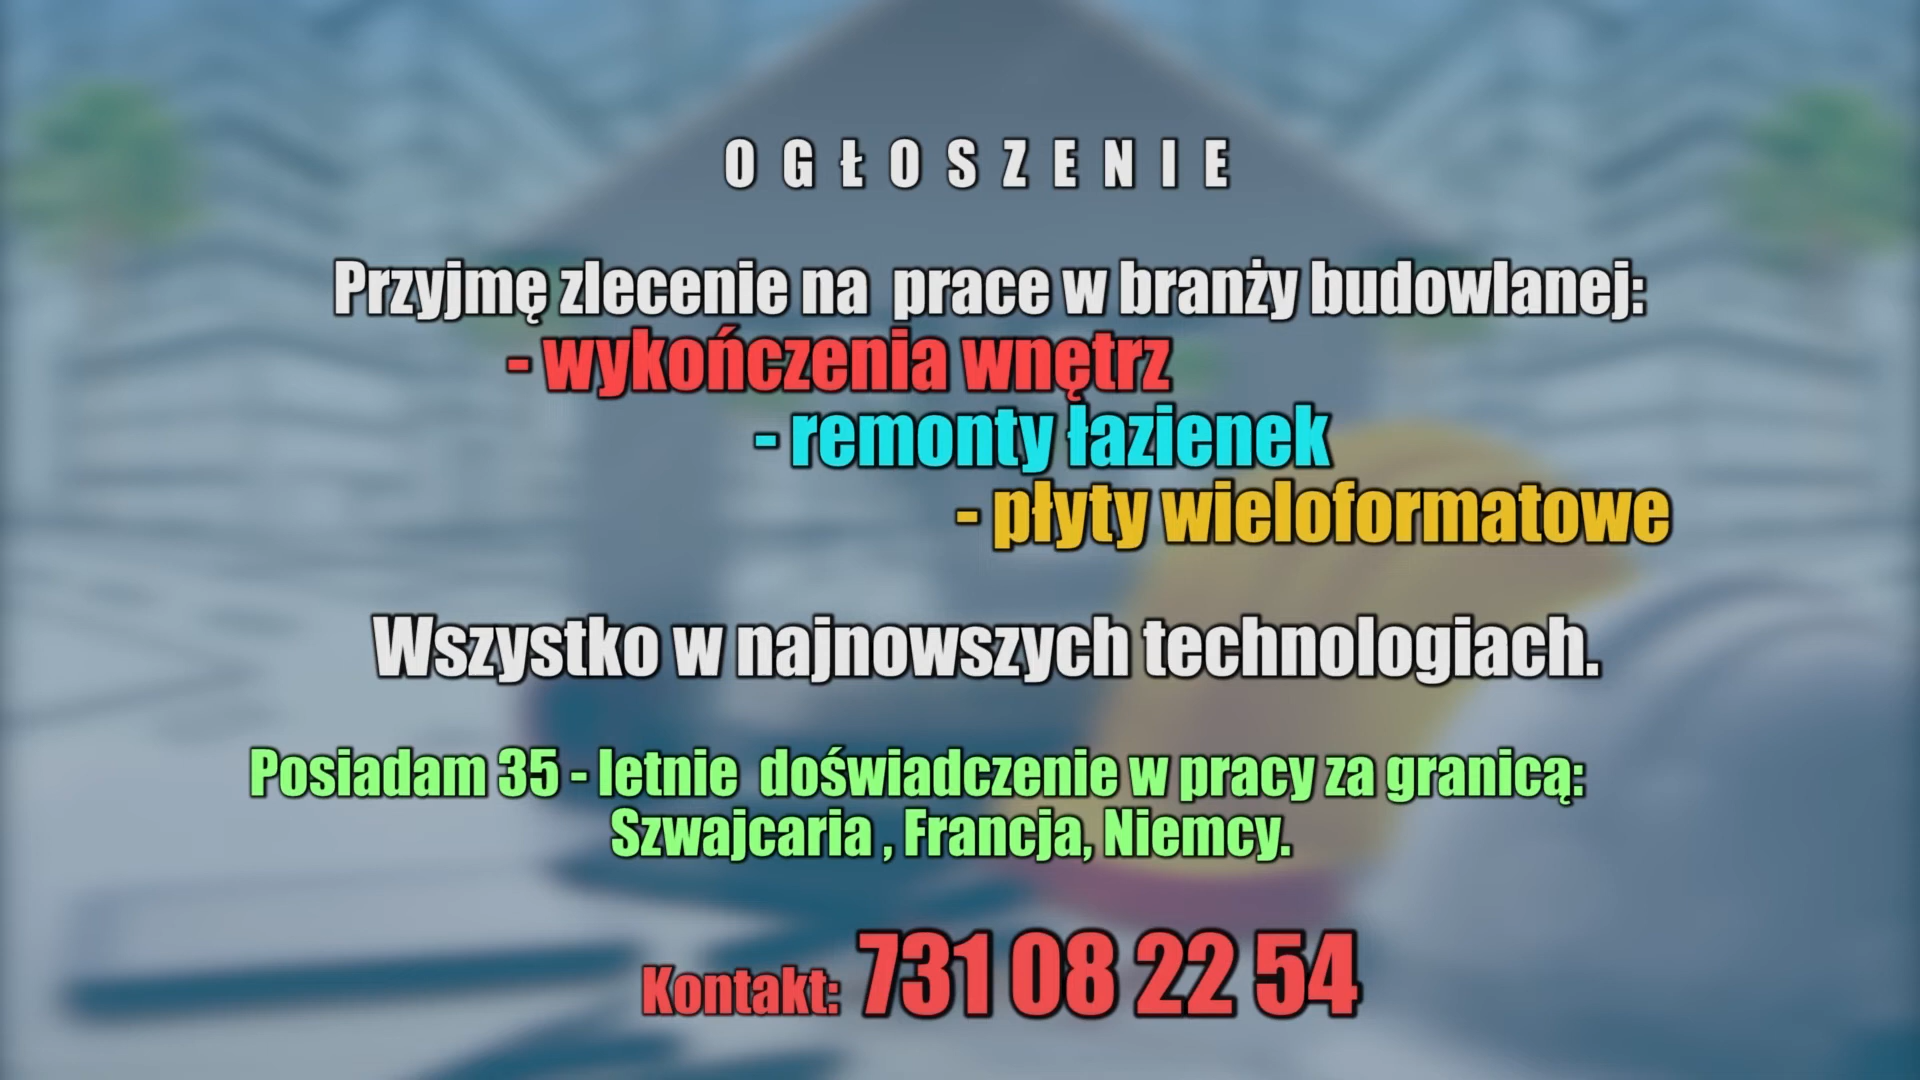 OGŁOSZENIE
Przyjmę zlecenie na prace w branży budowlanej:
- wykończenia wnętrz
- remonty łazienek
- płyty wieloformatowe
Wszystko w najnowszych technologiach.
Posiadam 35 - letnie doświadczenie w pracy za granicą:
Szwajcaria , Francja, Niemcy.
Kontakt: 731 08 22 54